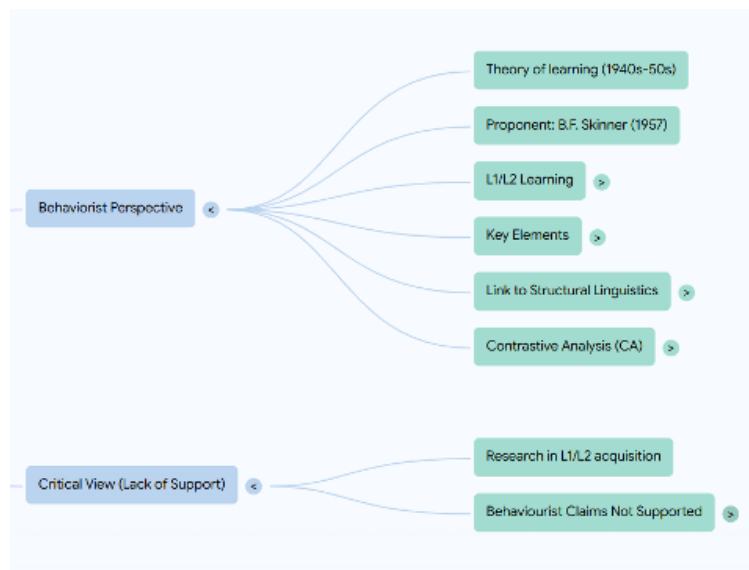 Theory of learning (1940s-50s)
Proponent: B.F. Skinner (1957)
L1/L2 Learning >
Behaviorist Perspective <
Key Elements >
Link to Structural Linguistics >
Contrastive Analysis (CA) >
Research in L1/L2 acquisition
Critical View (Lack of Support) <
Behaviourist Claims Not Supported >